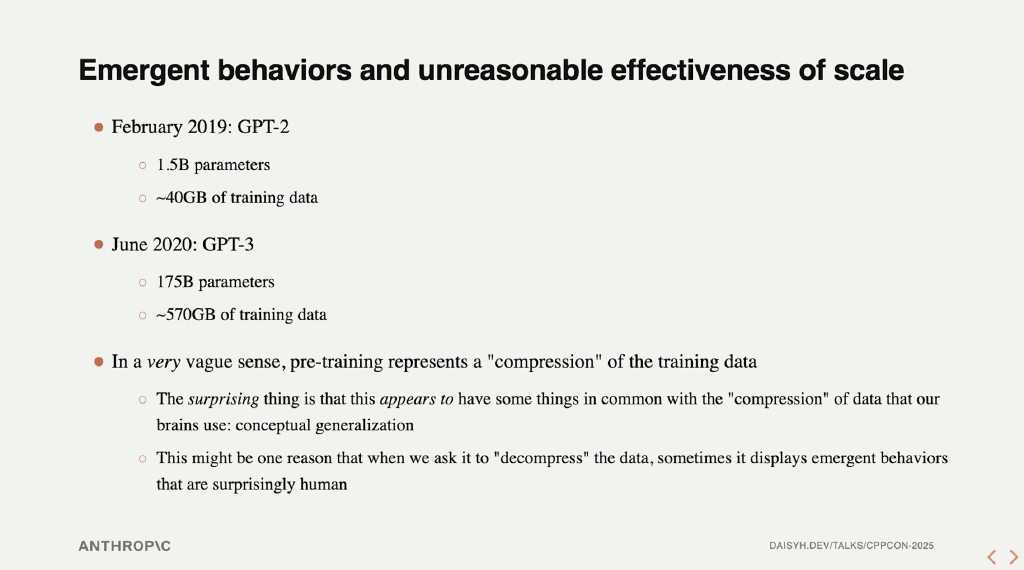 Emergent behaviors and unreasonable effectiveness of scale
February 2019: GPT-2
1.5B parameters
~40GB of training data
June 2020: GPT-3
175B parameters
~570GB of training data
In a very vague sense, pre-training represents a "compression" of the training data
The surprising thing is that this appears to have some things in common with the "compression" of data that our
brains use: conceptual generalization
This might be one reason that when we ask it to "decompress" the data, sometimes it displays emergent behaviors
that are surprisingly human
ANTHROP\C
DAISYH.DEV/TALKS/CPPCON-2025